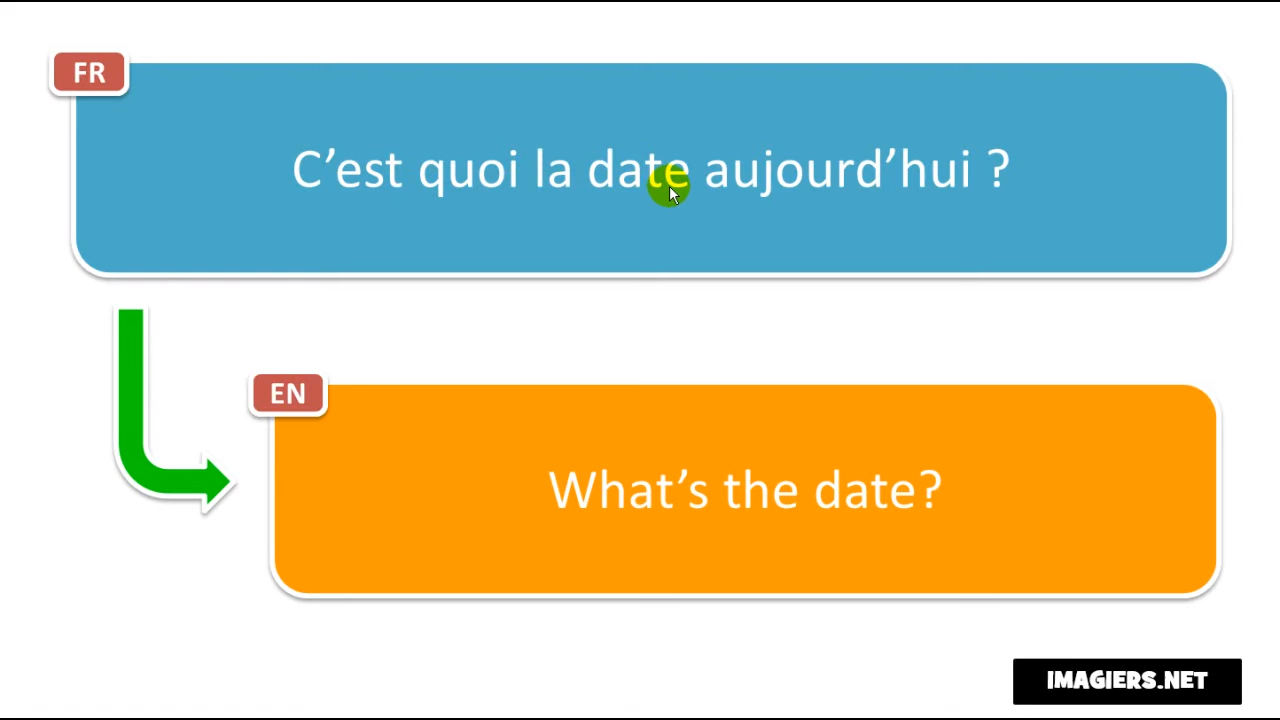 FR
C’est quoi la date aujourd’hui ?
EN
What’s the date?
IMAGIERS.NET